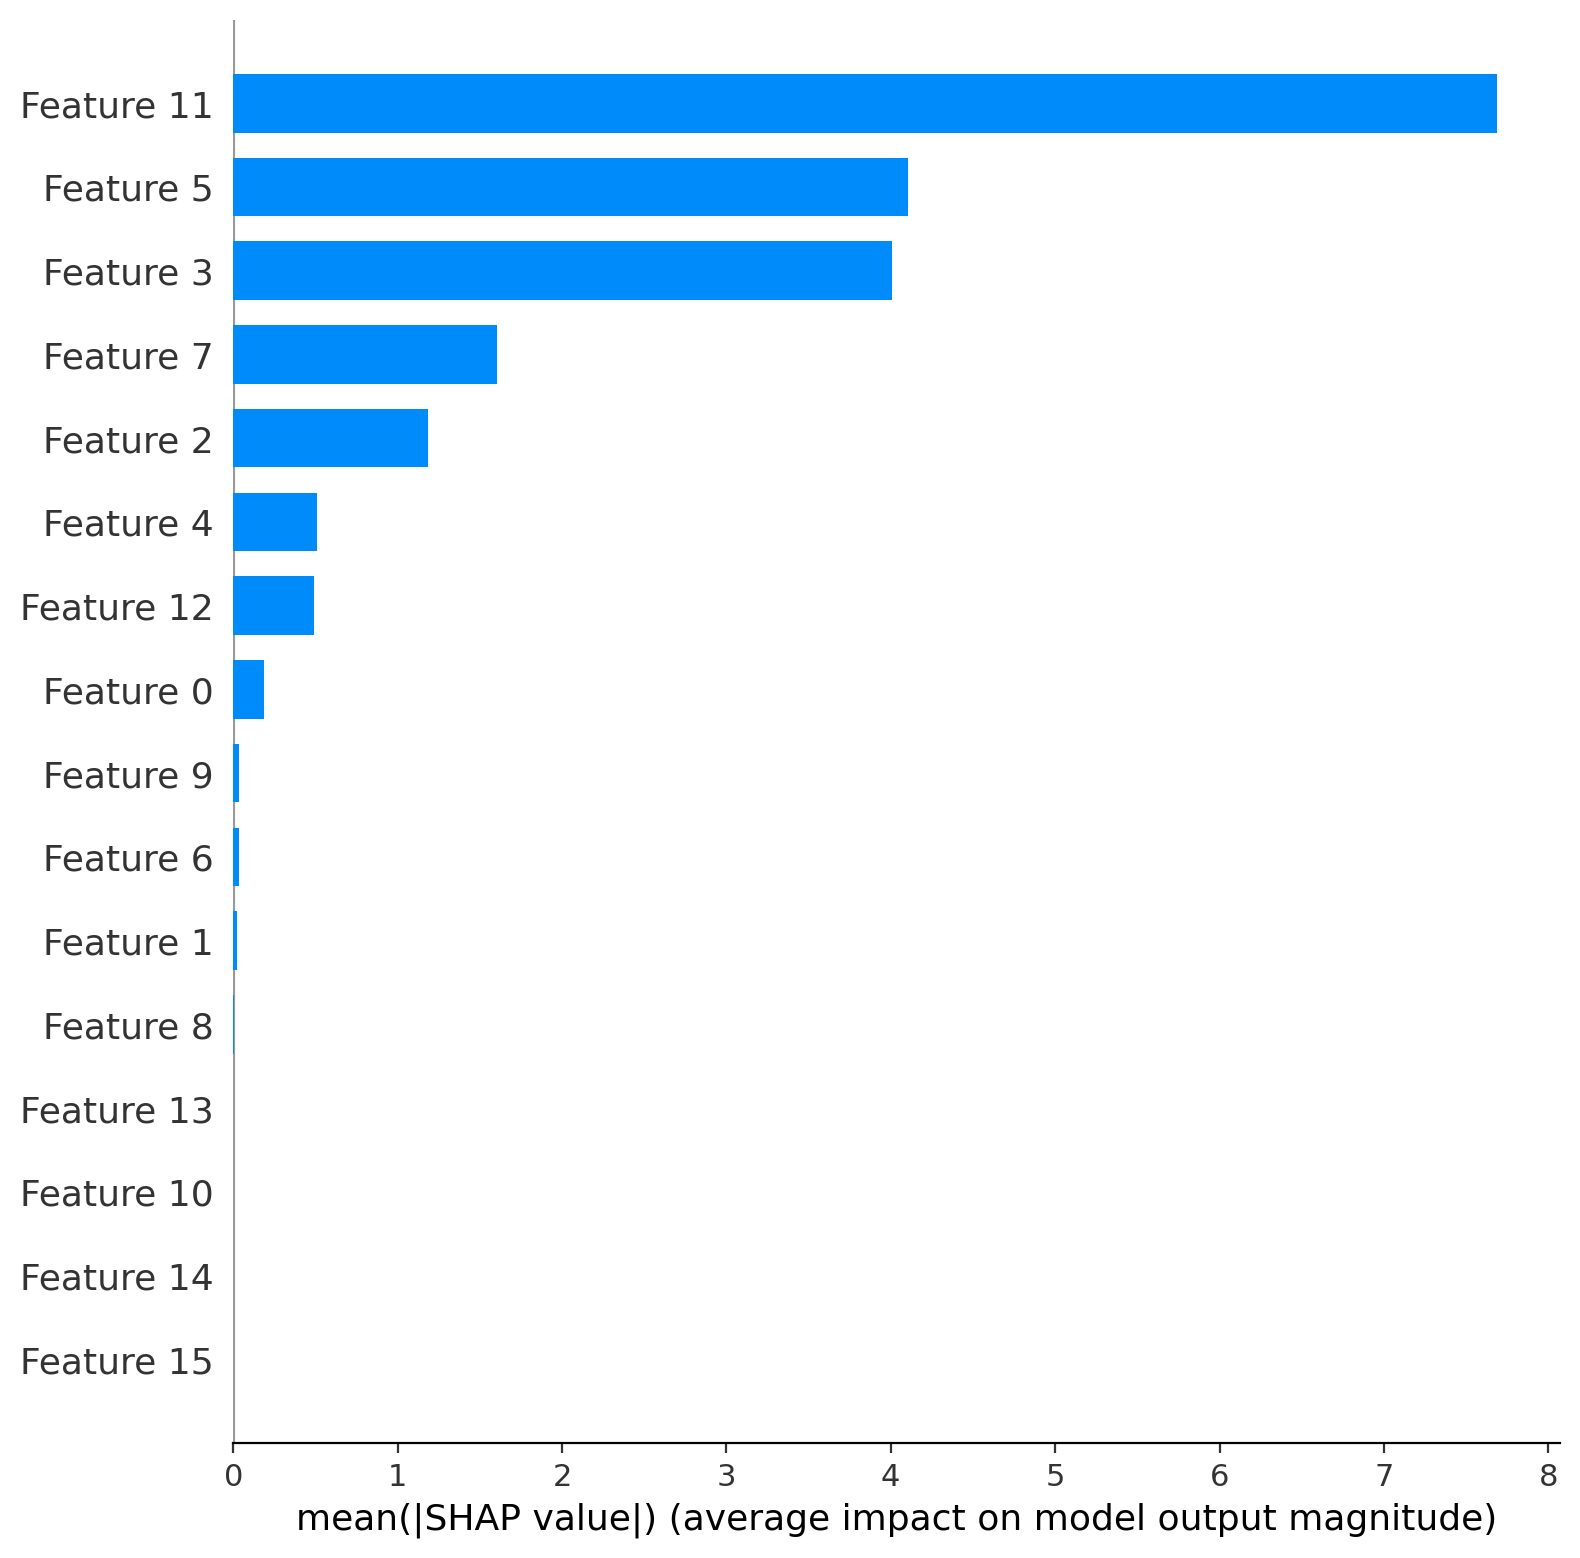 Feature 11
Feature 5
Feature 3
Feature 7
Feature 2
Feature 4
Feature 12
Feature 0
Feature 9
Feature 6
Feature 1
Feature 8
Feature 13
Feature 10
Feature 14
Feature 15
0 1 2 3 4 5 6 7 8
mean(|SHAP value|) (average impact on model output magnitude)